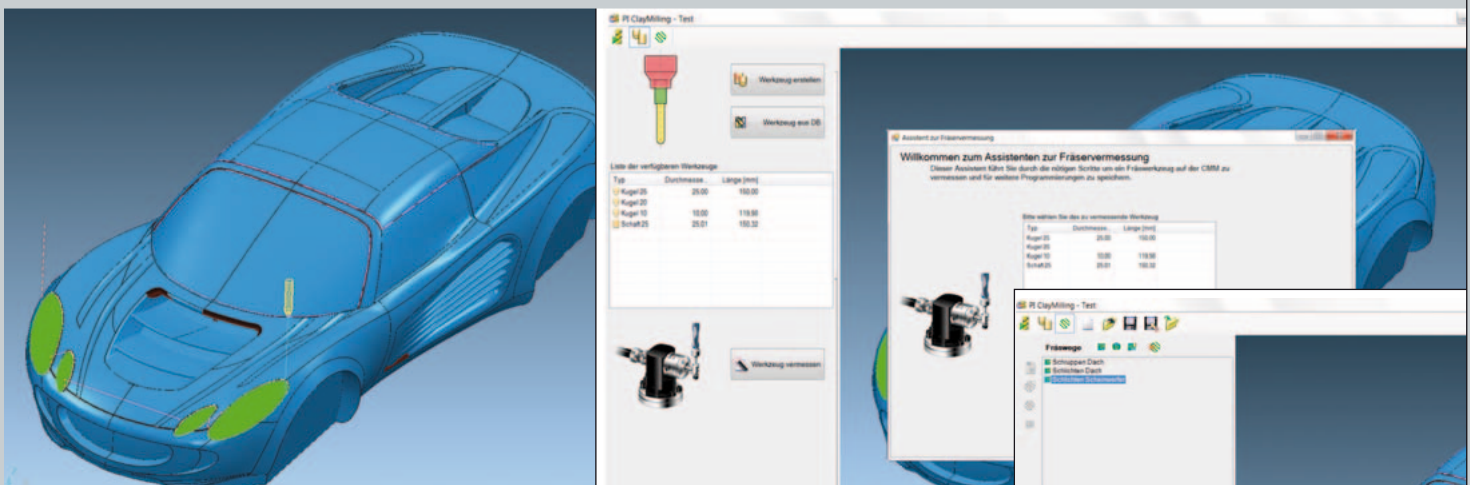 PI ClayMilling - Test
Werkzeug erstellen
Werkzeug aus DB
Liste der verfügbaren Werkzeuge
Typ Durchmesse... Länge [mm]
Kugel 25 25.00 150.00
Kugel 20
Kugel 10 10.00 119.98
Schaft 25 25.01 150.32
Werkzeug vermessen
Assistent zur Fräservermessung
Willkommen zum Assistenten zur Fräservermessung
Dieser Assistent führt Sie durch die nötigen Scritte um ein Fräswerkzeug auf der CMM zu
vermessen und für weitere Programmierungen zu speichern.
Bitte wählen Sie das zu vermessende Werkzeug
Typ Durchmesse... Länge [mm]
Kugel 25 25.00 150.00
Kugel
Kugel 10 10.00 119.98
Schaft 25 25.01 150.32
PI ClayMilling - Test
Fräswege
Schruppen Dach
Schlichten Dach
Schlichten Scheinwerfer